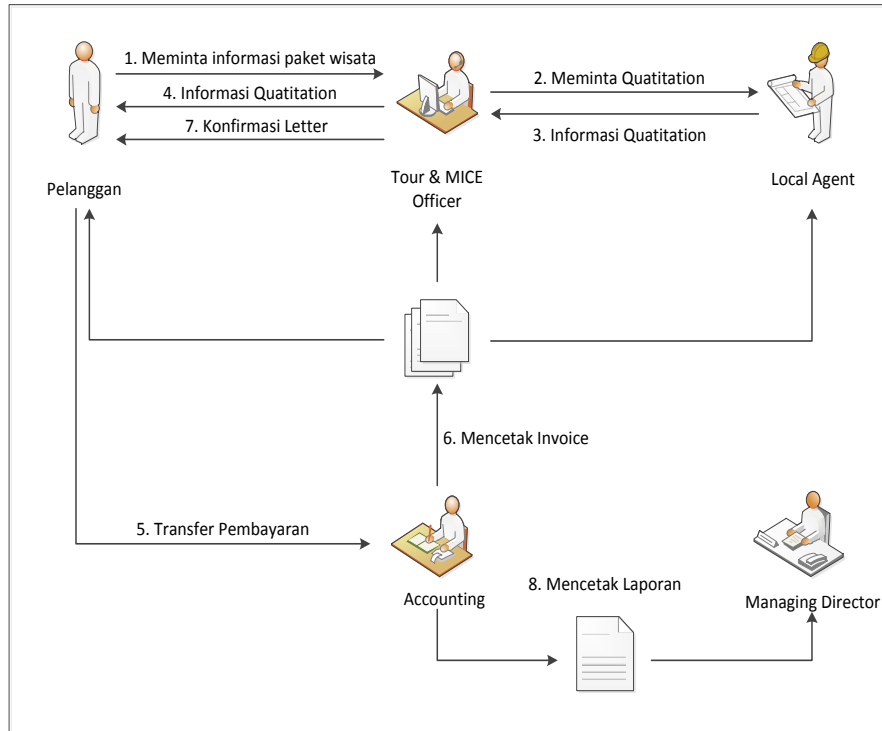 1. Meminta informasi paket wisata
4. Informasi Quatitation
7. Konfirmasi Letter
2. Meminta Quatitation
3. Informasi Quatitation
Pelanggan
Tour & MICE
Officer
Local Agent
6. Mencetak Invoice
5. Transfer Pembayaran
Accounting
8. Mencetak Laporan
Managing Director